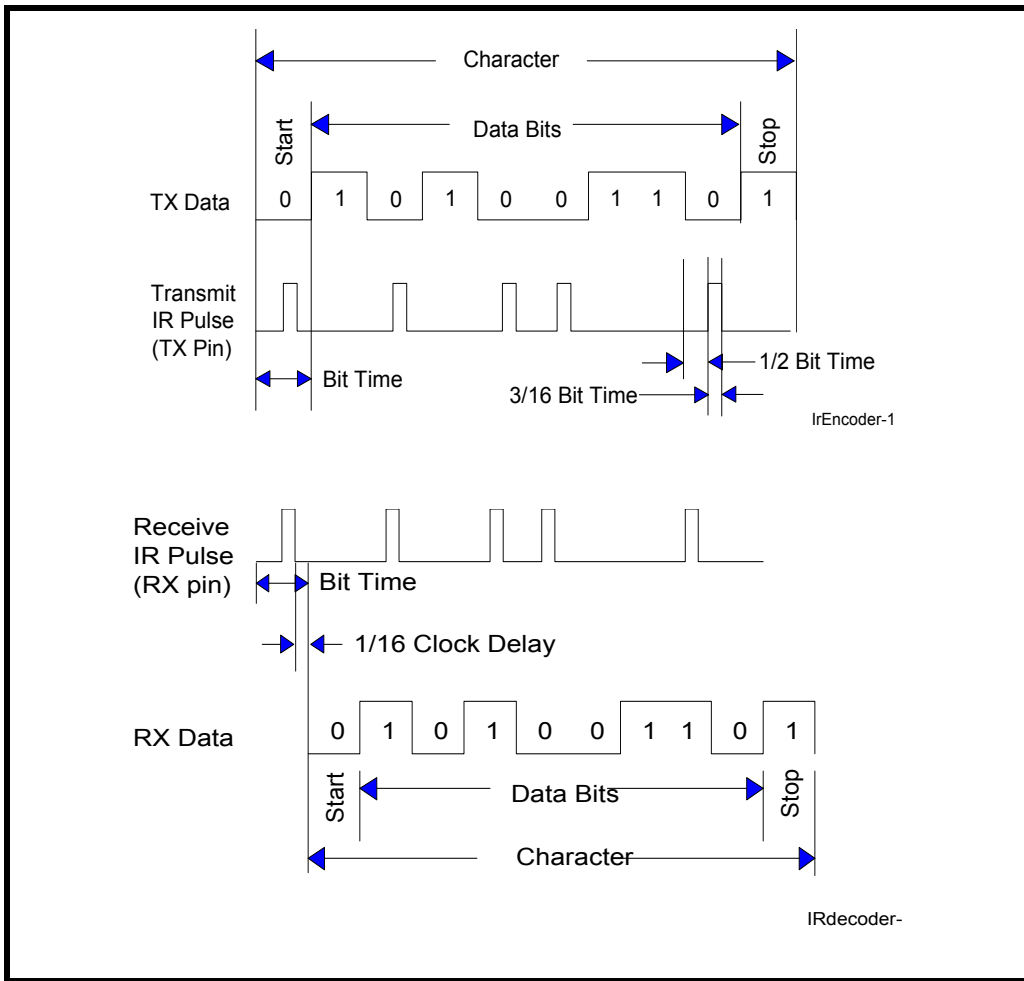 Character
Start
Data Bits
Stop
TX Data
0 1 0 1 0 0 1 1 0 1
Transmit
IR Pulse
(TX Pin)
Bit Time
1/2 Bit Time
3/16 Bit Time
IrEncoder-1
Receive
IR Pulse
(RX pin)
Bit Time
1/16 Clock Delay
RX Data
0 1 0 1 0 0 1 1 0 1
Start
Data Bits
Stop
Character
IRdecoder-